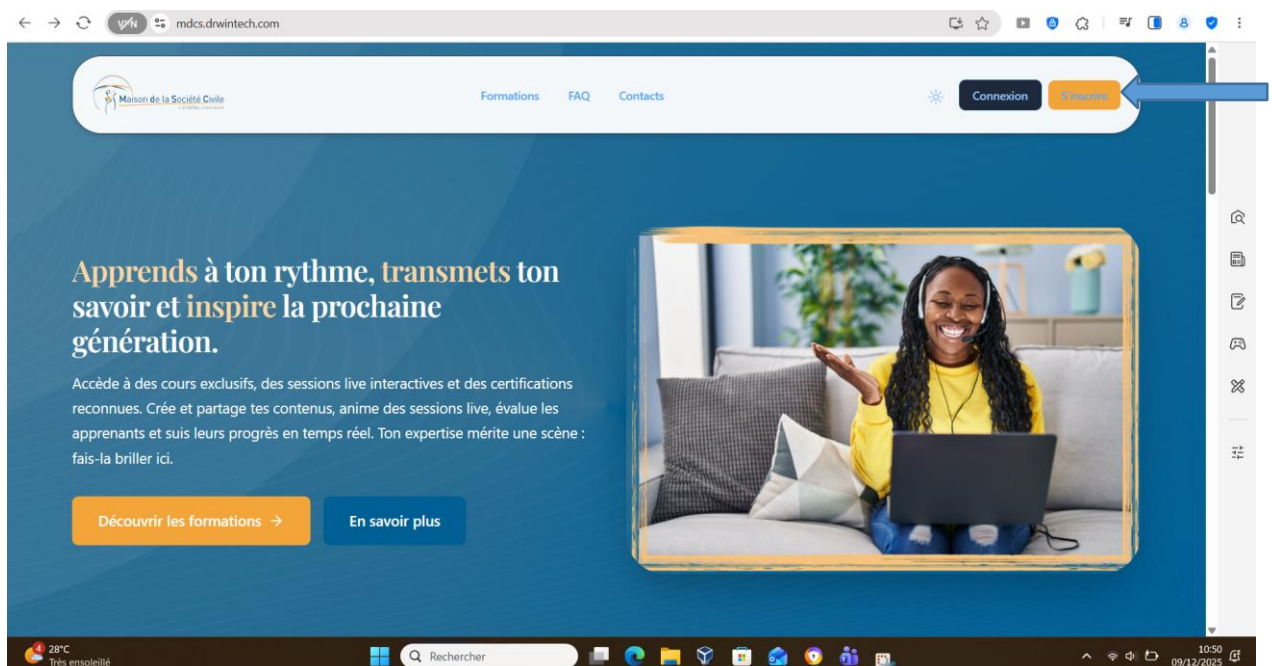 VPN
mdcs.drwintech.com
Maison de la Société Civile
Formations FAQ Contacts
Connexion
S'inscrire
Apprends à ton rythme, transmets ton
savoir et inspire la prochaine
génération.
Accède à des cours exclusifs, des sessions live interactives et des certifications
reconnues. Crée et partage tes contenus, anime des sessions live, évalue les
apprenants et suis leurs progrès en temps réel. Ton expertise mérite une scène :
fais-la briller ici.
Découvrir les formations →
En savoir plus
4
28°C
Très ensoleillé
Rechercher
10:50
09/12/2025